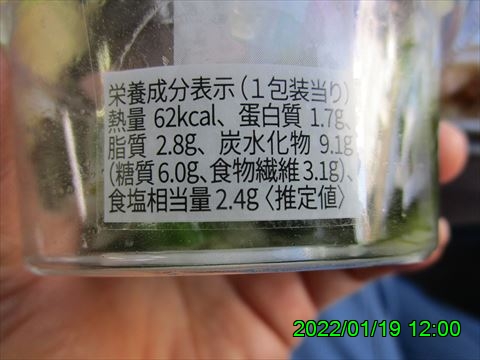 栄養成分表示(1包装当り)
熱量 62kcal、蛋白質 1.7g、
脂質 2.8g、炭水化物 9.1g
(糖質6.0g、食物繊維3.1g)、
食塩相当量 2.4g〈推定値〉
2022/01/19 12:00